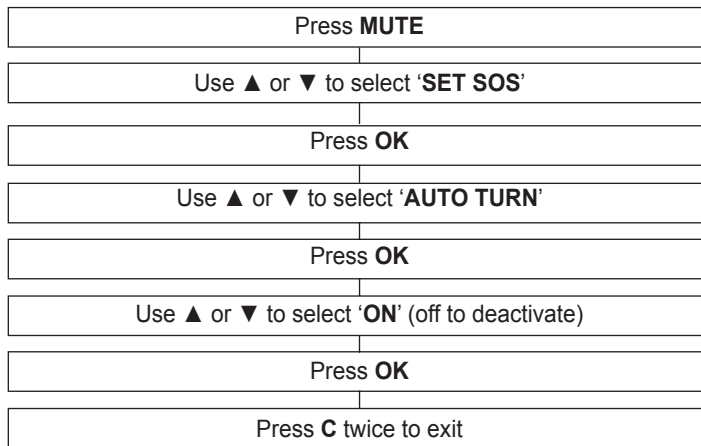 Press MUTE
Use ▲ or ▼ to select ‘SET SOS’
Press OK
Use ▲ or ▼ to select ‘AUTO TURN’
Press OK
Use ▲ or ▼ to select ‘ON’ (off to deactivate)
Press OK
Press C twice to exit